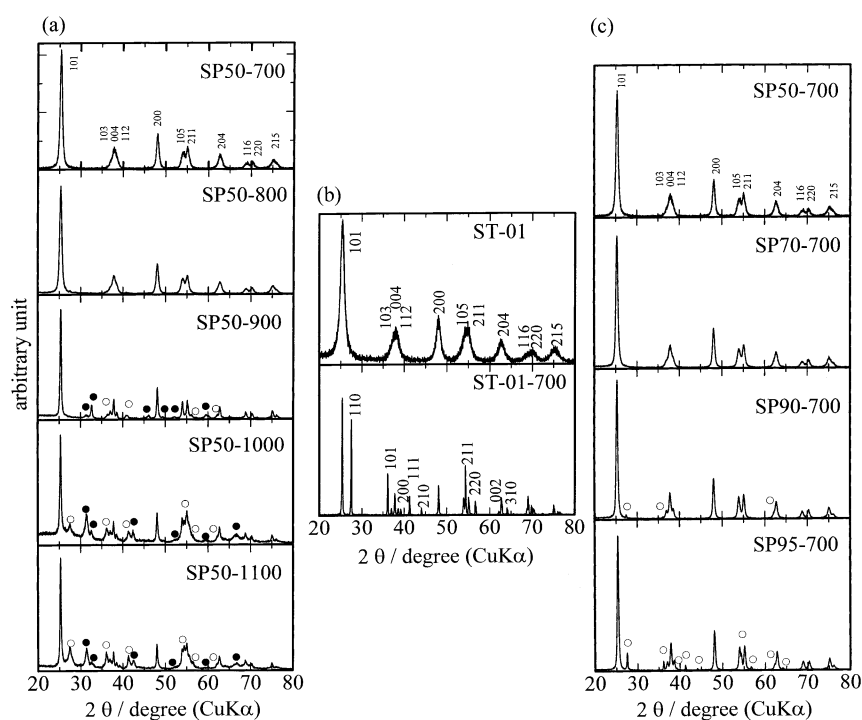 (a)
SP50-700
101
103
004
112
200
105
211
204
116
220
215
SP50-800
SP50-900
SP50-1000
SP50-1100
arbitrary unit
20 30 40 50 60 70 80
2 θ / degree (CuKα)
(b)
ST-01
101
103
004
112
200
105
211
204
116
220
215
ST-01-700
110
101
200
111
210
211
220
002
310
20 30 40 50 60 70 80
2 θ / degree (CuKα)
(c)
SP50-700
101
103
004
112
200
105
211
204
116
220
215
SP70-700
SP90-700
SP95-700
20 30 40 50 60 70 80
2 θ / degree (CuKα)